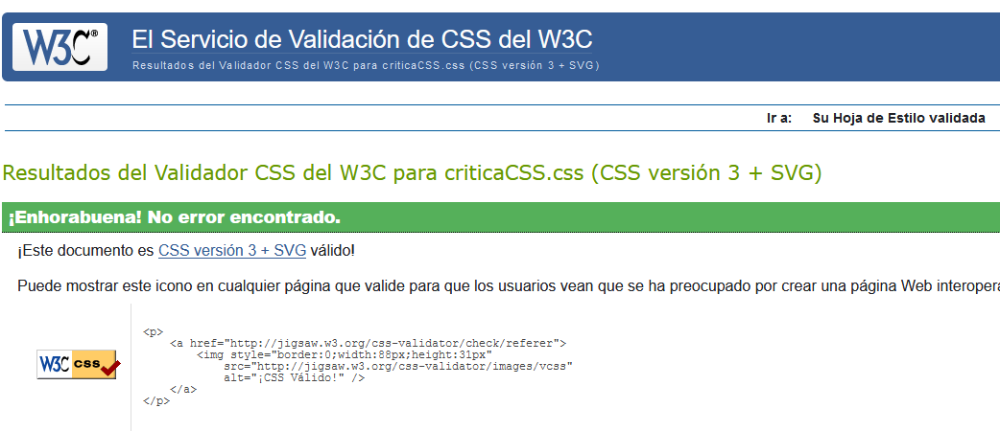 W3C®
El Servicio de Validación de CSS del W3C
Resultados del Validador CSS del W3C para criticaCSS.css (CSS versión 3 + SVG)
Ir a: Su Hoja de Estilo validada
Resultados del Validador CSS del W3C para criticaCSS.css (CSS versión 3 + SVG)
¡Enhorabuena! No error encontrado.
¡Este documento es CSS versión 3 + SVG válido!
Puede mostrar este icono en cualquier página que valide para que los usuarios vean que se ha preocupado por crear una página Web interopera
<p>
<a href="http://jigsaw.w3.org/css-validator/check/referer">
<img style="border:0;width:88px;height:31px"
src="http://jigsaw.w3.org/css-validator/images/vcss"
alt="¡CSS Válido!" />
</a>
</p>
W3C css